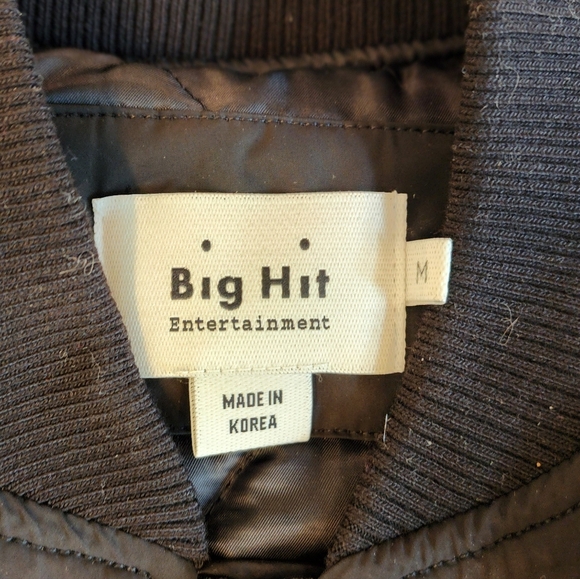 Big Hit
Entertainment
M
MADE IN
KOREA